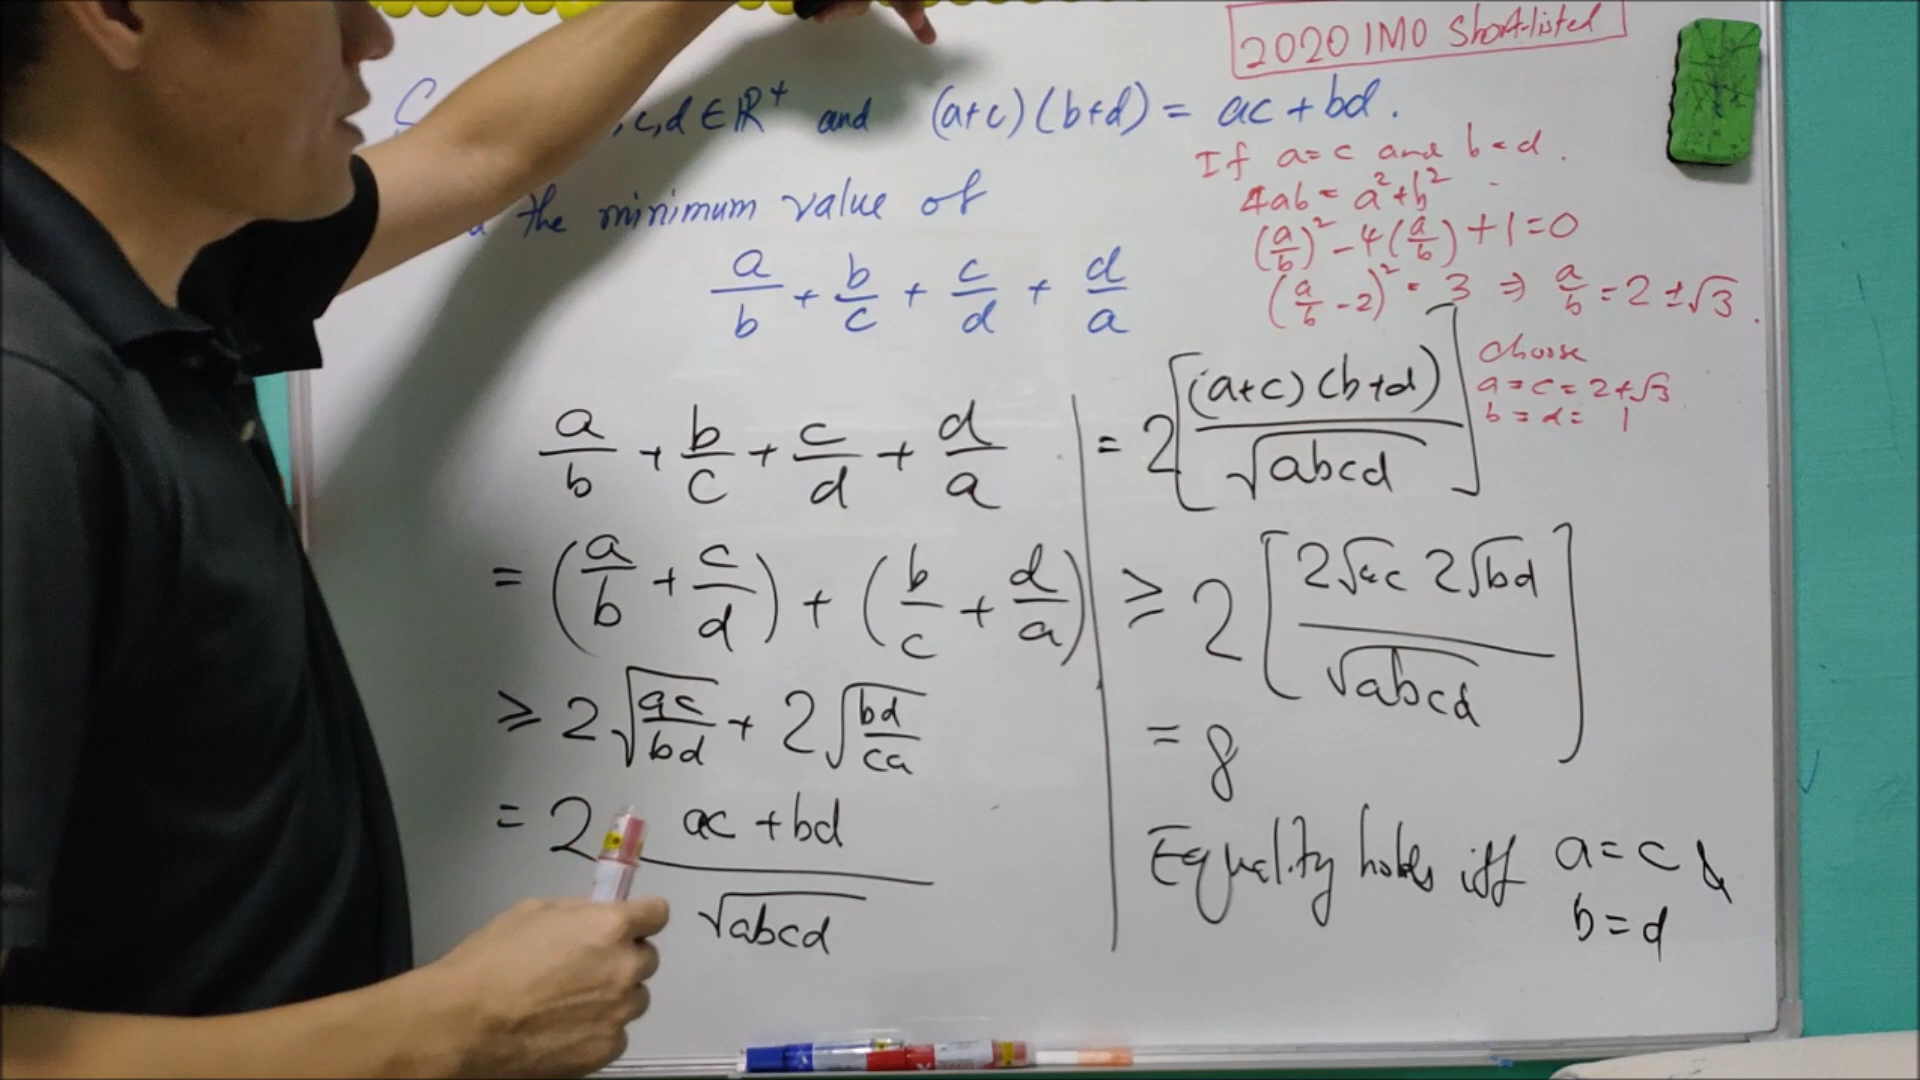 2020 IMO Shortlisted
,c,d ∈ ℝ⁺ and (a+c)(b+d) = ac + bd.
the minimum value of
a/b + b/c + c/d + d/a
If a=c and b=d.
4ab = a²+b²
(a/b)² - 4(a/b) + 1 = 0
(a/b - 2)² = 3 ⇒ a/b = 2 ± √3.
choose
a = c = 2+√3
b = d = 1
a/b + b/c + c/d + d/a
= (a/b + c/d) + (b/c + d/a)
≥ 2√(ac/bd) + 2√(bd/ca)
= 2 (ac + bd)/√abcd
= 2[(a+c)(b+d)/√abcd]
≥ 2[2√ac 2√bd/√abcd]
= 8
Equality holds iff a = c &
b = d